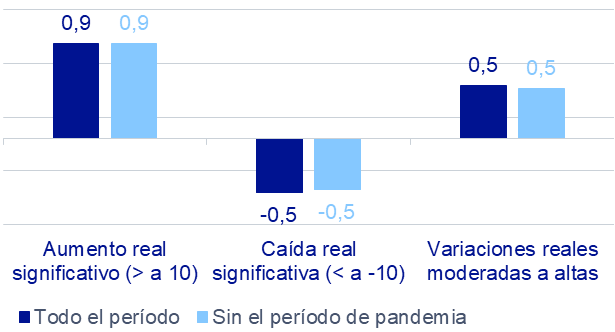 0,9 0,9
0,5 0,5
-0,5 -0,5
Aumento real
significativo (> a 10)
Caída real
significativa (< a -10)
Variaciones reales
moderadas a altas
Todo el período Sin el período de pandemia